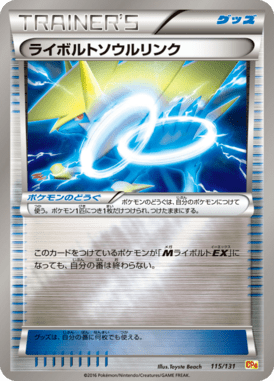 TRAINER'S
グッズ
ライボルトソウルリンク
ポケモンのどうぐ
ポケモンのどうぐは、自分のポケモンにつけて
使う。ポケモン1匹につき1枚だけつけられ、つけたままにする。
このカードをつけているポケモンが「MライボルトEX」に
なっても、自分の番は終わらない。
グッズは、自分の番に何枚でも使える。
Illus.Toyste Beach
115/131
CP4
©2016 Pokémon/Nintendo/Creatures/GAME FREAK.